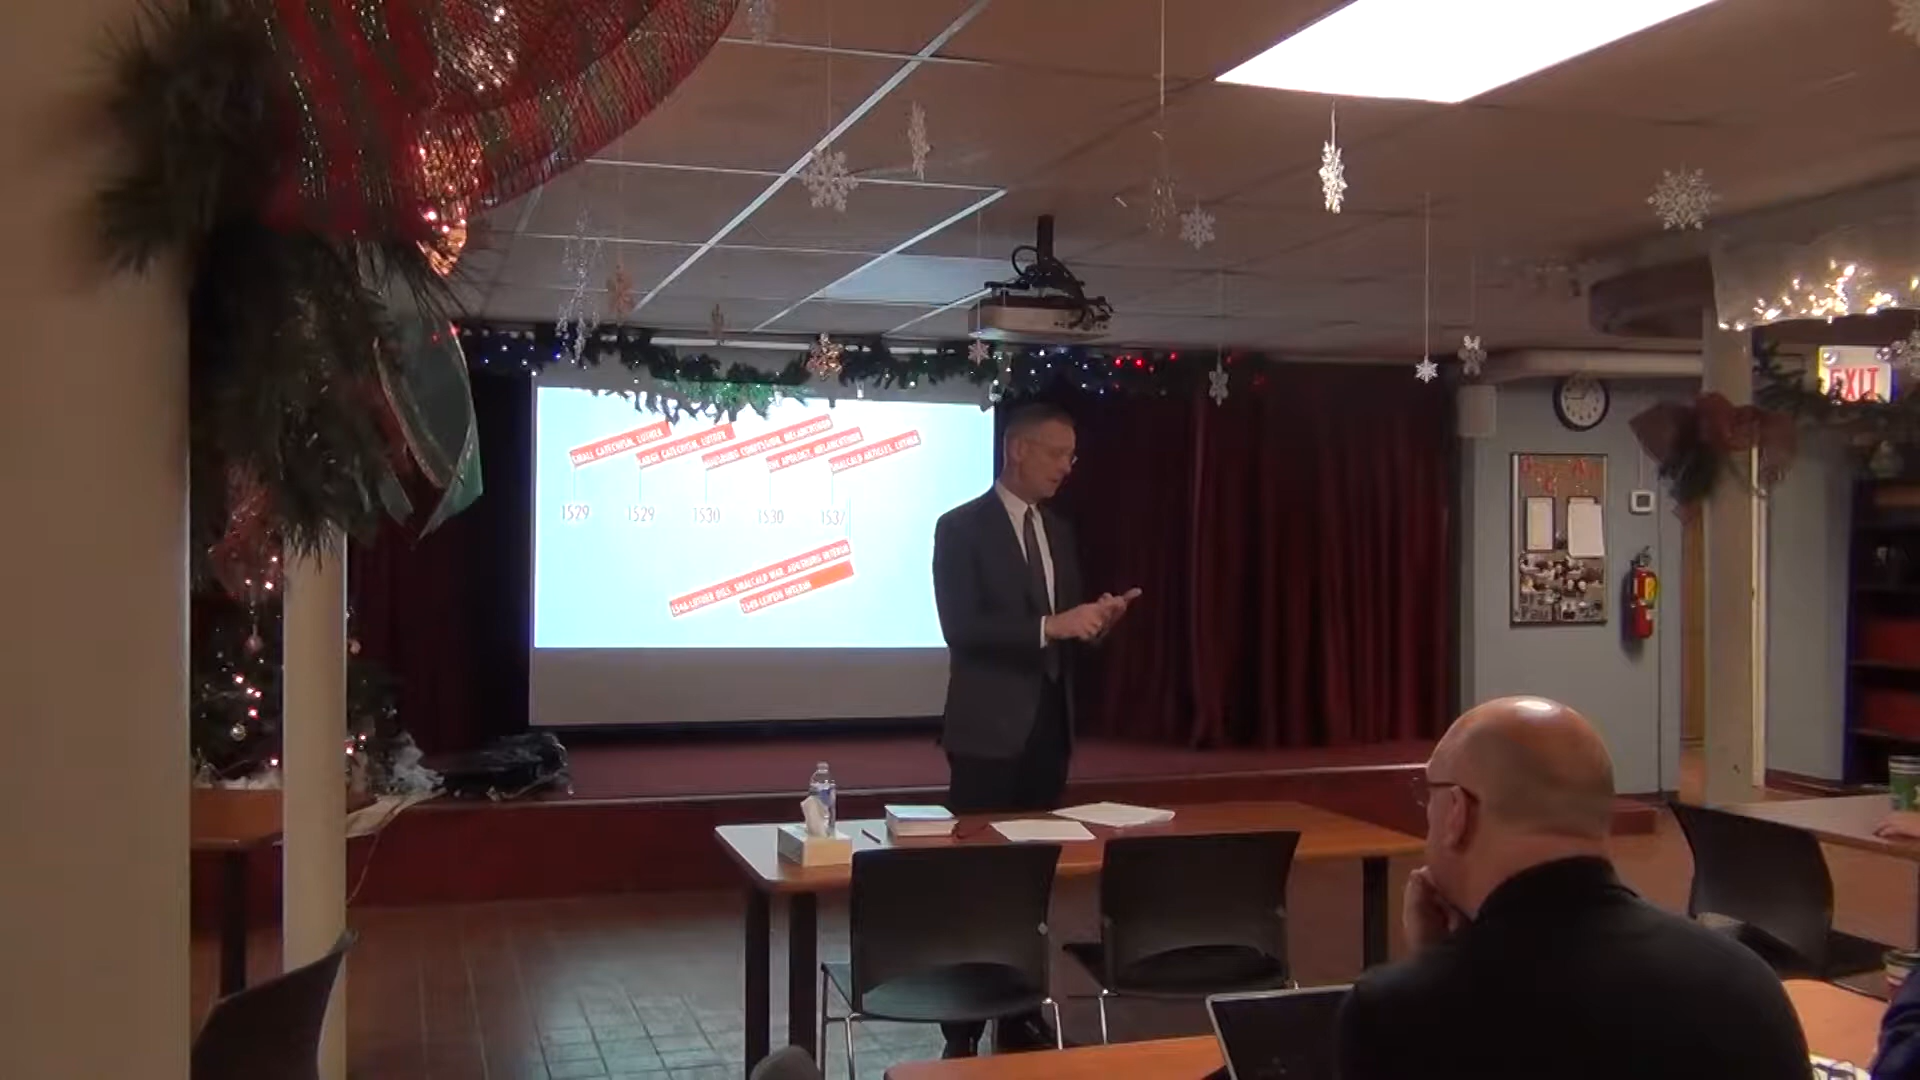 SMALL CATECHISM, LUTHER
LARGE CATECHISM, LUTHER
AUGSBURG CONFESSION, MELANCHTHON
THE APOLOGY, MELANCHTHON
SMALCALD ARTICLES, LUTHER
1529
1529
1530
1530
1537
1546 LUTHER DIES, SMALCALD WAR, AUGSBURG INTERIM
1548 LEIPZIG INTERIM
EXIT